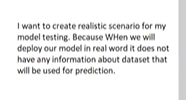 I want to create realistic scenario for my
model testing. Because WHen we will
deploy our model in real word it does not
have any information about dataset that
will be used for prediction.